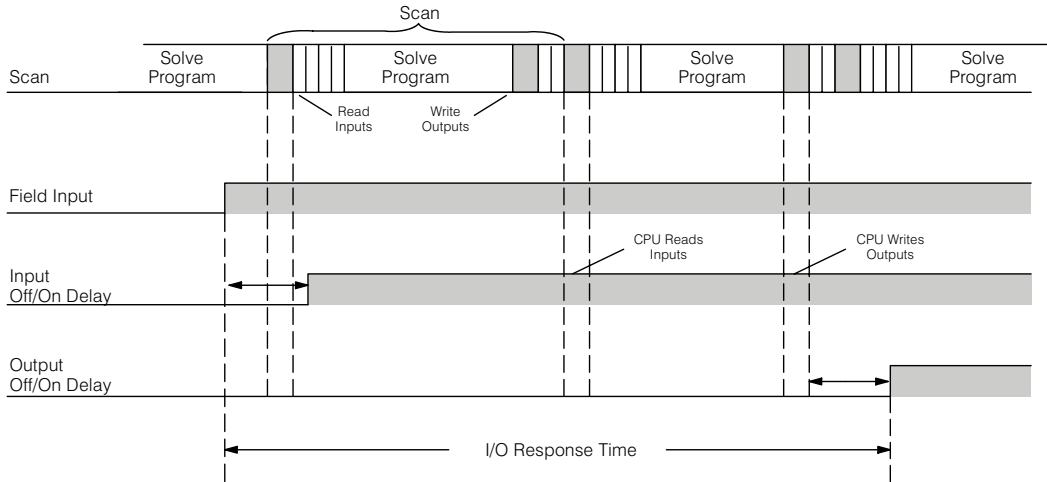 Scan
Scan
Solve
Program
Solve
Program
Solve
Program
Solve
Program
Read
Inputs
Write
Outputs
Field Input
CPU Reads
Inputs
CPU Writes
Outputs
Input
Off/On Delay
Output
Off/On Delay
I/O Response Time